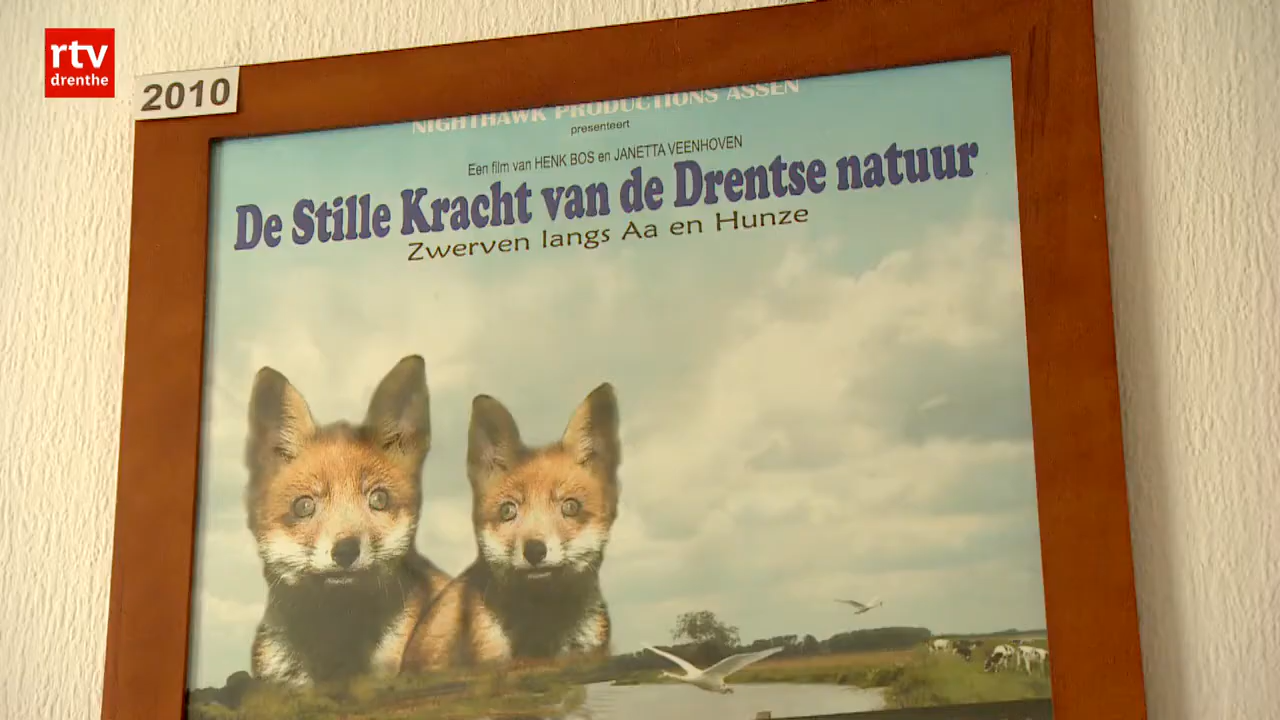 rtv
drenthe
2010
NIGHTHAWK PRODUCTIONS ASSEN
presenteert
Een film van HENK BOS en JANETTA VEENHOVEN
De Stille Kracht van de Drentse natuur
Zwerven langs Aa en Hunze